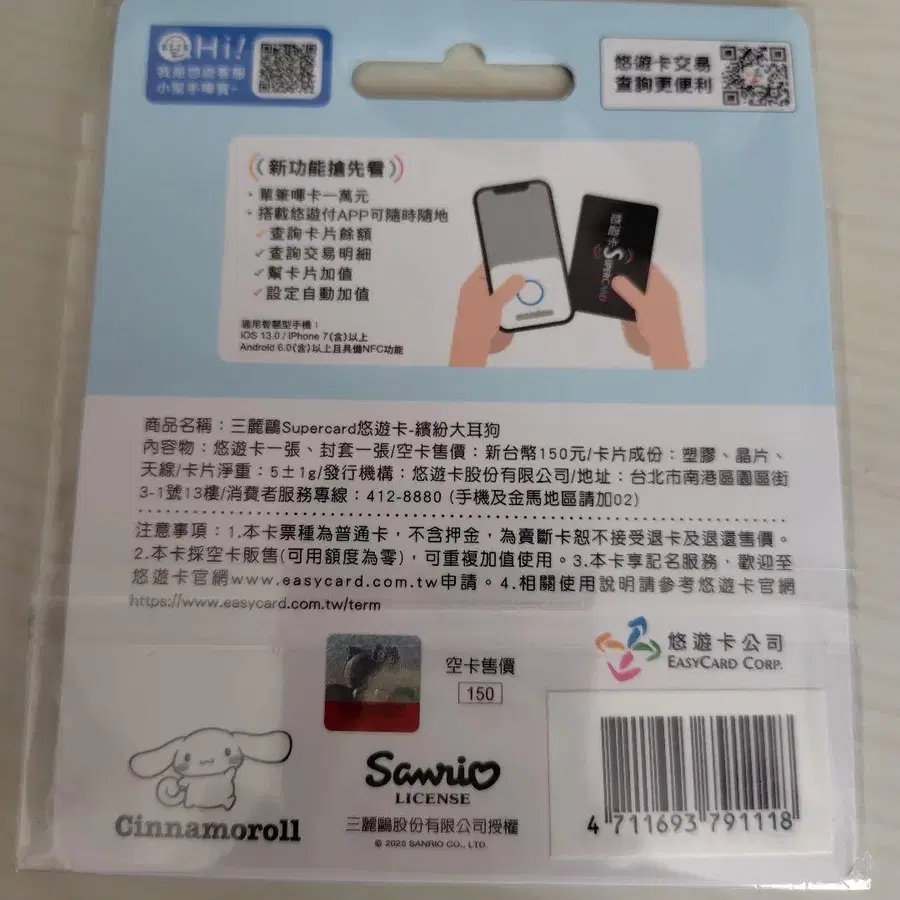 Hi!
我是悠遊客服
小幫手嗶寶~
悠遊卡交易
查詢更便利
新功能搶先看
・單筆嗶卡一萬元
・搭載悠遊付APP可隨時隨地
✓查詢卡片餘額
✓查詢交易明細
✓幫卡片加值
✓設定自動加值
適用智慧型手機：
iOS 13.0 / iPhone 7(含)以上
Android 6.0(含)以上且具備NFC功能
悠遊卡
SUPERCARD
商品名稱：三麗鷗Supercard悠遊卡-繽紛大耳狗
內容物：悠遊卡一張、封套一張/空卡售價：新台幣150元/卡片成份：塑膠、晶片、
天線/卡片淨重：5±1g/發行機構：悠遊卡股份有限公司/地址：台北市南港區園區街
3-1號13樓/消費者服務專線：412-8880 (手機及金馬地區請加02)
注意事項：1.本卡票種為普通卡，不含押金，為賣斷卡恕不接受退卡及退還售價。
2.本卡採空卡販售(可用額度為零)，可重複加值使用。3.本卡享記名服務，歡迎至
悠遊卡官網www.easycard.com.tw申請。4.相關使用說明請參考悠遊卡官網
https://www.easycard.com.tw/term
空卡售價
150
悠遊卡公司
EASYCARD CORP.
Cinnamoroll
Sanrio
LICENSE
三麗鷗股份有限公司授權
© 2025 SANRIO CO., LTD.
4 711693 791118